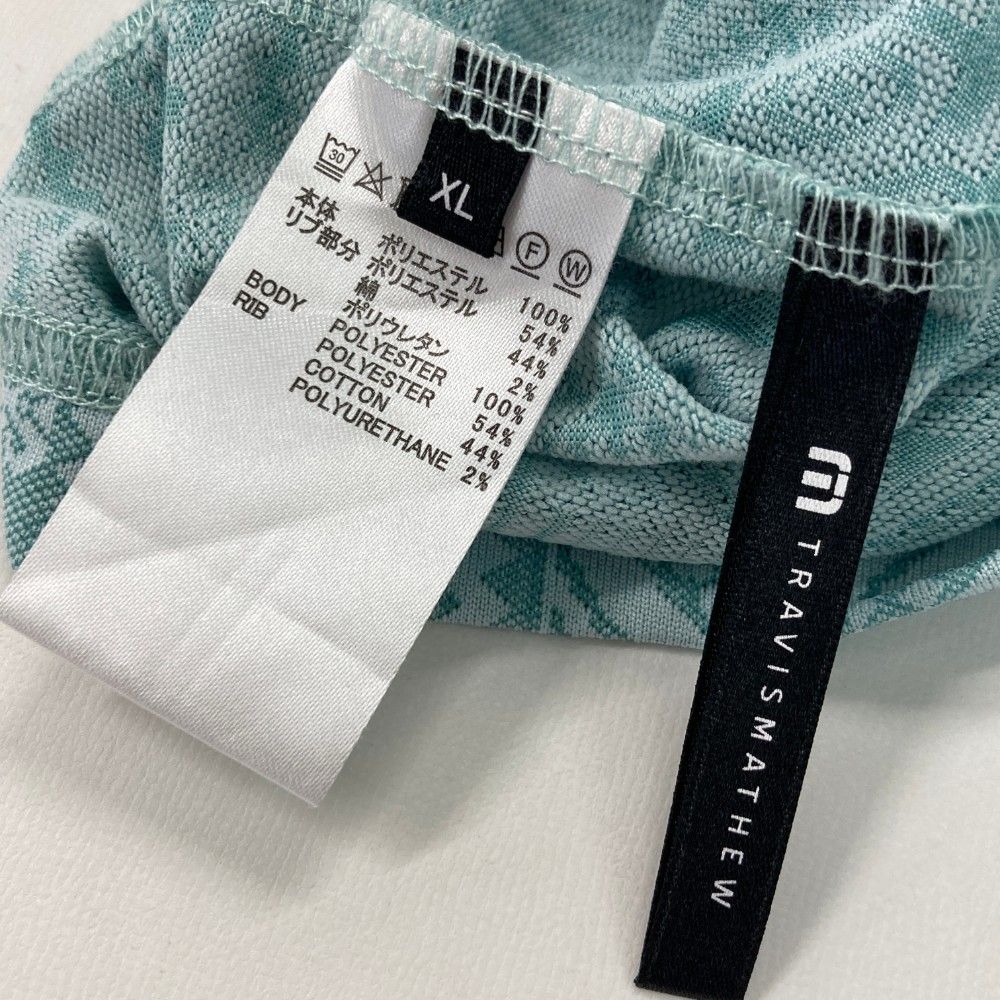 30
XL
F W
本体 ポリエステル 100%
リブ部分 ポリエステル 54%
綿 44%
ポリウレタン 2%
BODY POLYESTER 100%
RIB POLYESTER 54%
COTTON 44%
POLYURETHANE 2%
TRAVISMATHEW